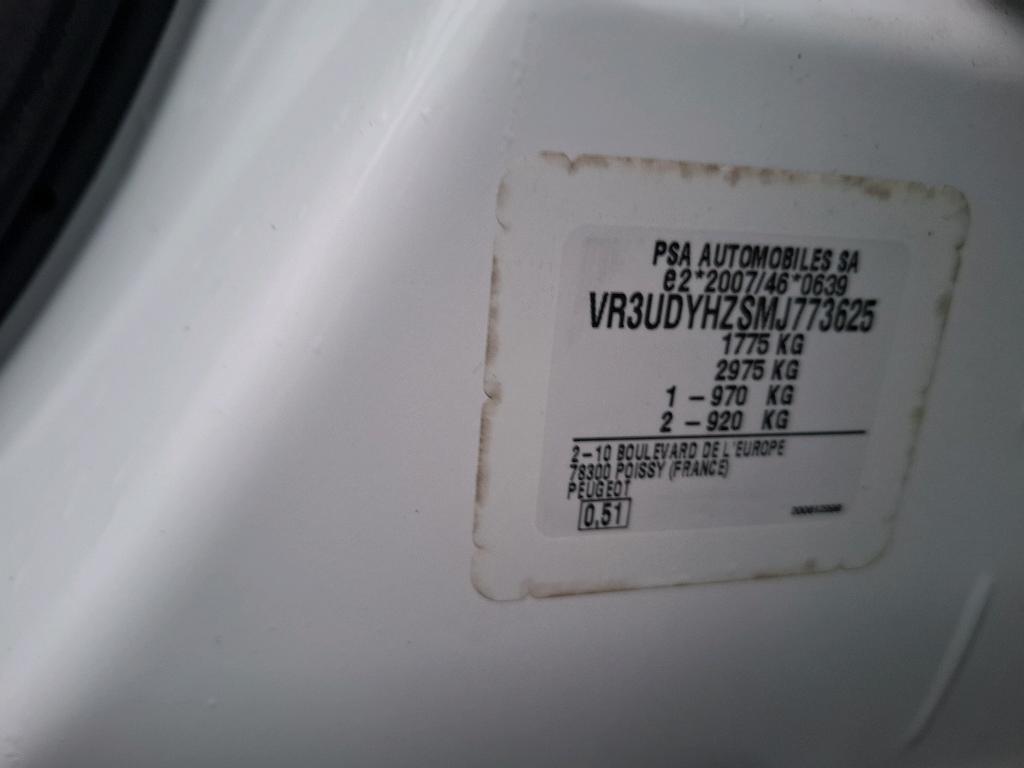 PSA AUTOMOBILES SA
e2*2007/46*0639
VR3UDYHZSMJ773625
1775 KG
2975 KG
1 - 970 KG
2 - 920 KG
2-10 BOULEVARD DE L'EUROPE
78300 POISSY (FRANCE)
PEUGEOT
0,51